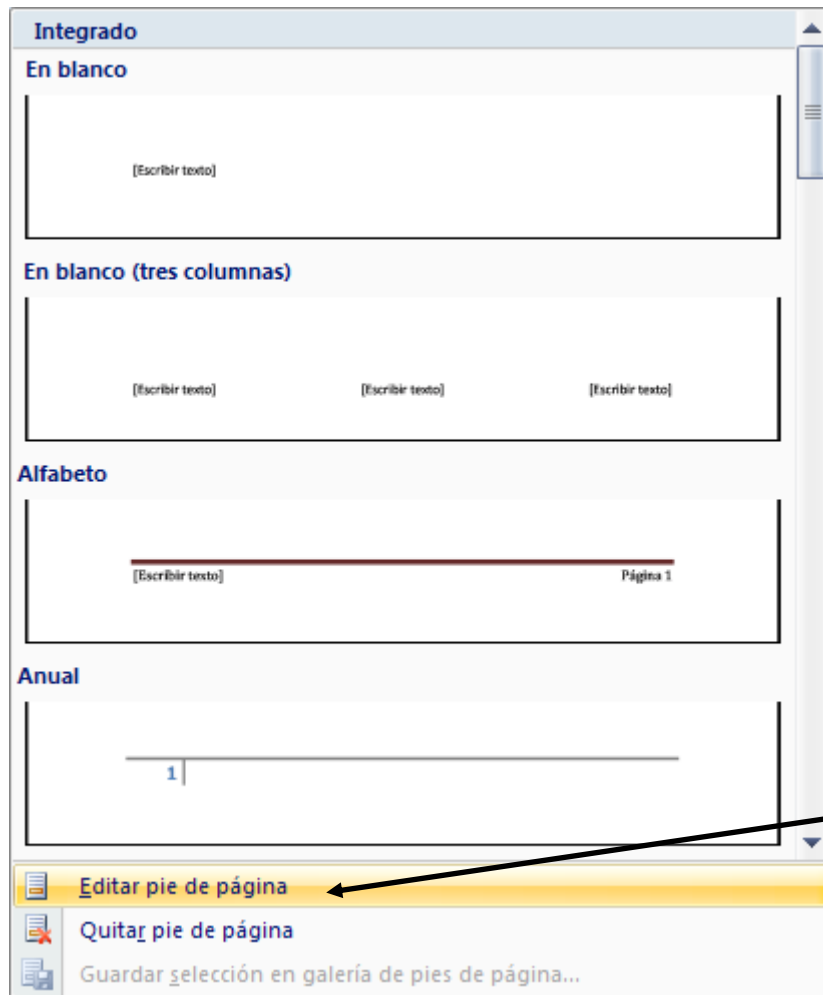 Integrado
En blanco
[Escribir texto]
En blanco (tres columnas)
[Escribir texto] [Escribir texto] [Escribir texto]
Alfabeto
[Escribir texto] Página 1
Anual
1
Editar pie de página
Quitar pie de página
Guardar selección en galería de pies de página...